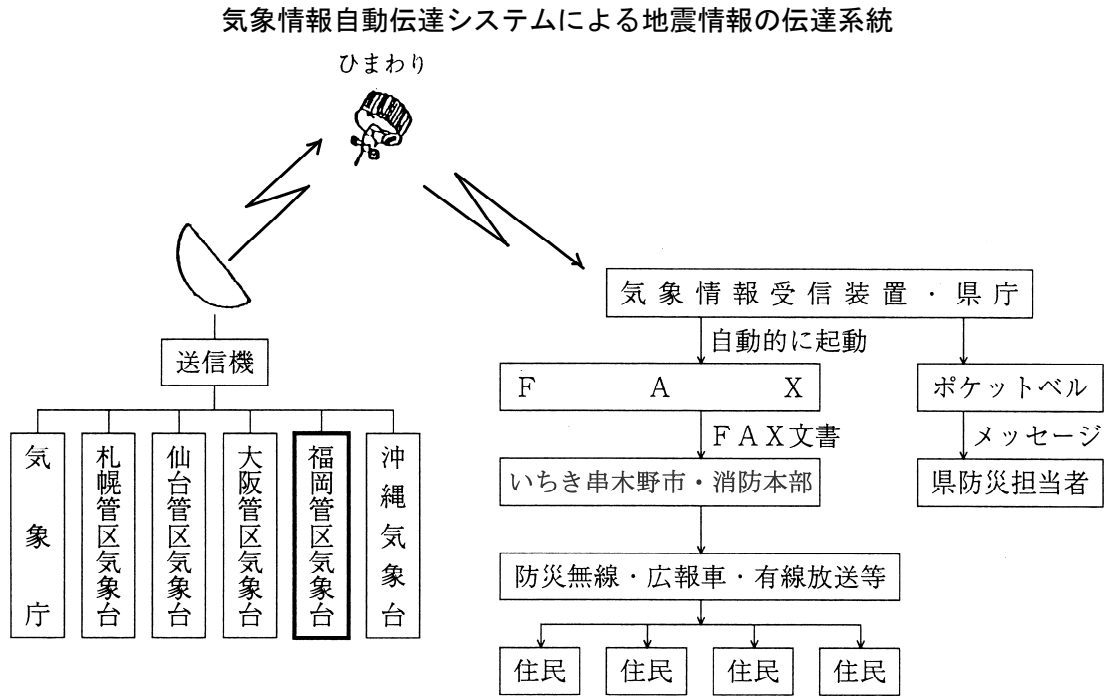 気象情報自動伝達システムによる地震情報の伝達系統
ひまわり
気象情報受信装置・県庁
自動的に起動
送信機
ＦＡＸ
ポケットベル
ＦＡＸ文書
メッセージ
気象庁
札幌管区気象台
仙台管区気象台
大阪管区気象台
福岡管区気象台
沖縄気象台
いちき串木野市・消防本部
県防災担当者
防災無線・広報車・有線放送等
住民
住民
住民
住民